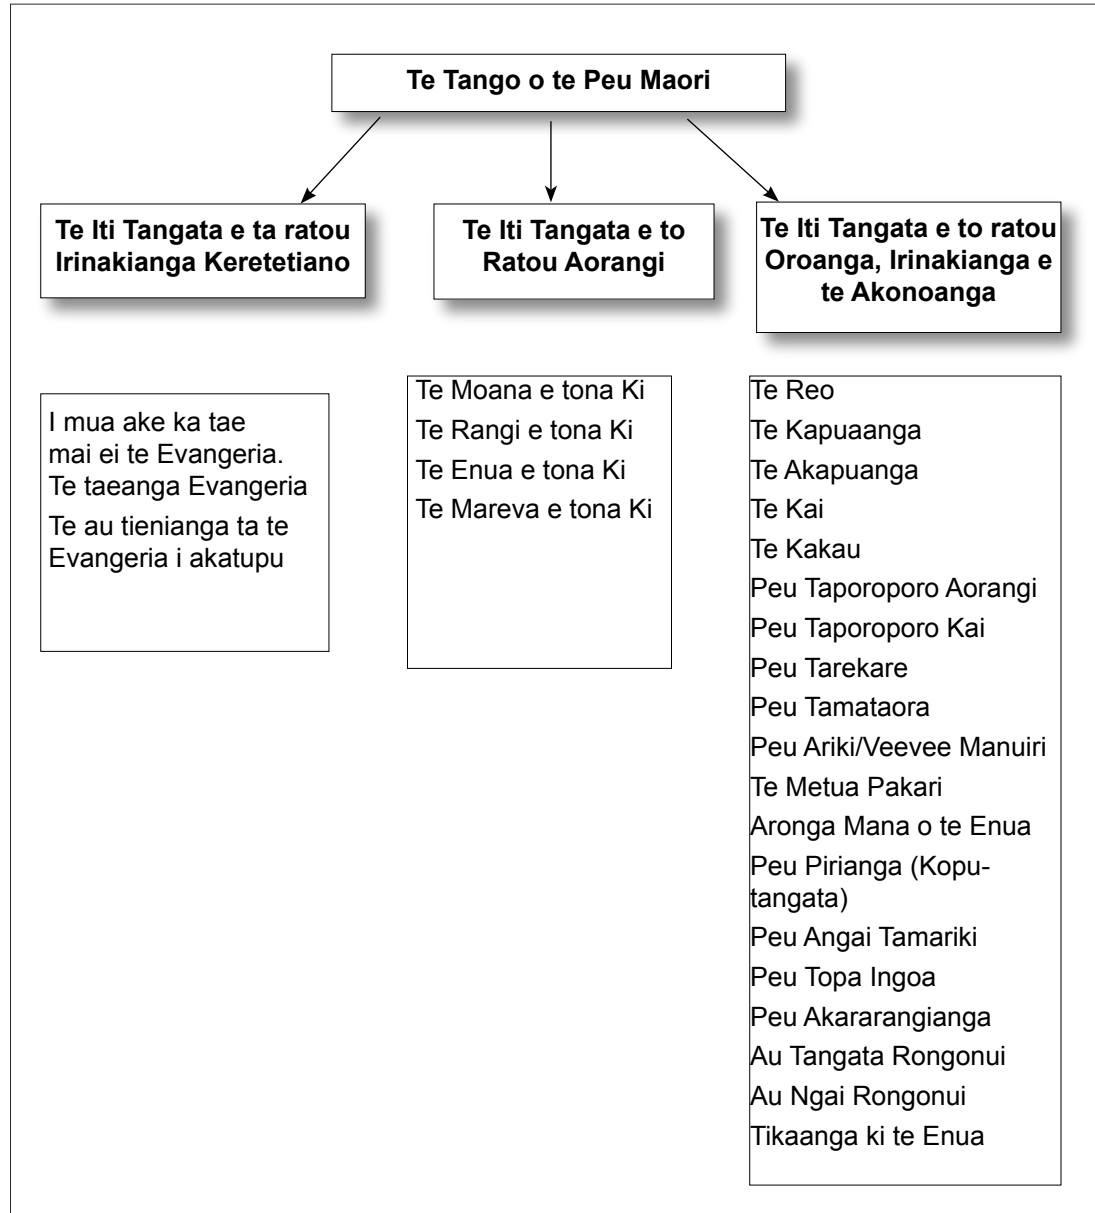 Te Tango o te Peu Maori
Te Iti Tangata e ta ratou
Irinakianga Keretetiano
Te Iti Tangata e to
Ratou Aorangi
Te Iti Tangata e to ratou
Oroanga, Irinakianga e
te Akonoanga
I mua ake ka tae
mai ei te Evangeria.
Te taeanga Evangeria
Te au tienianga ta te
Evangeria i akatupu
Te Moana e tona Ki
Te Rangi e tona Ki
Te Enua e tona Ki
Te Mareva e tona Ki
Te Reo
Te Kapuaanga
Te Akapuanga
Te Kai
Te Kakau
Peu Taporoporo Aorangi
Peu Taporoporo Kai
Peu Tarekare
Peu Tamataora
Peu Ariki/Veevee Manuiri
Te Metua Pakari
Aronga Mana o te Enua
Peu Pirianga (Kopu-
tangata)
Peu Angai Tamariki
Peu Topa Ingoa
Peu Akararangianga
Au Tangata Rongonui
Au Ngai Rongonui
Tikaanga ki te Enua